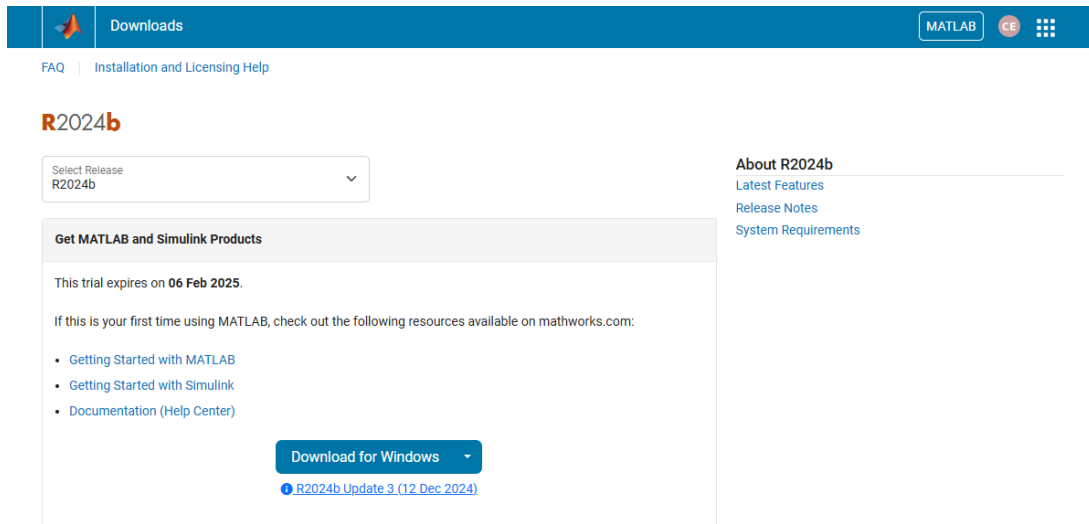 Downloads
MATLAB
CE
FAQ
Installation and Licensing Help
R2024b
Select Release
R2024b
Get MATLAB and Simulink Products
This trial expires on 06 Feb 2025.
If this is your first time using MATLAB, check out the following resources available on mathworks.com:
• Getting Started with MATLAB
• Getting Started with Simulink
• Documentation (Help Center)
Download for Windows
R2024b Update 3 (12 Dec 2024)
About R2024b
Latest Features
Release Notes
System Requirements